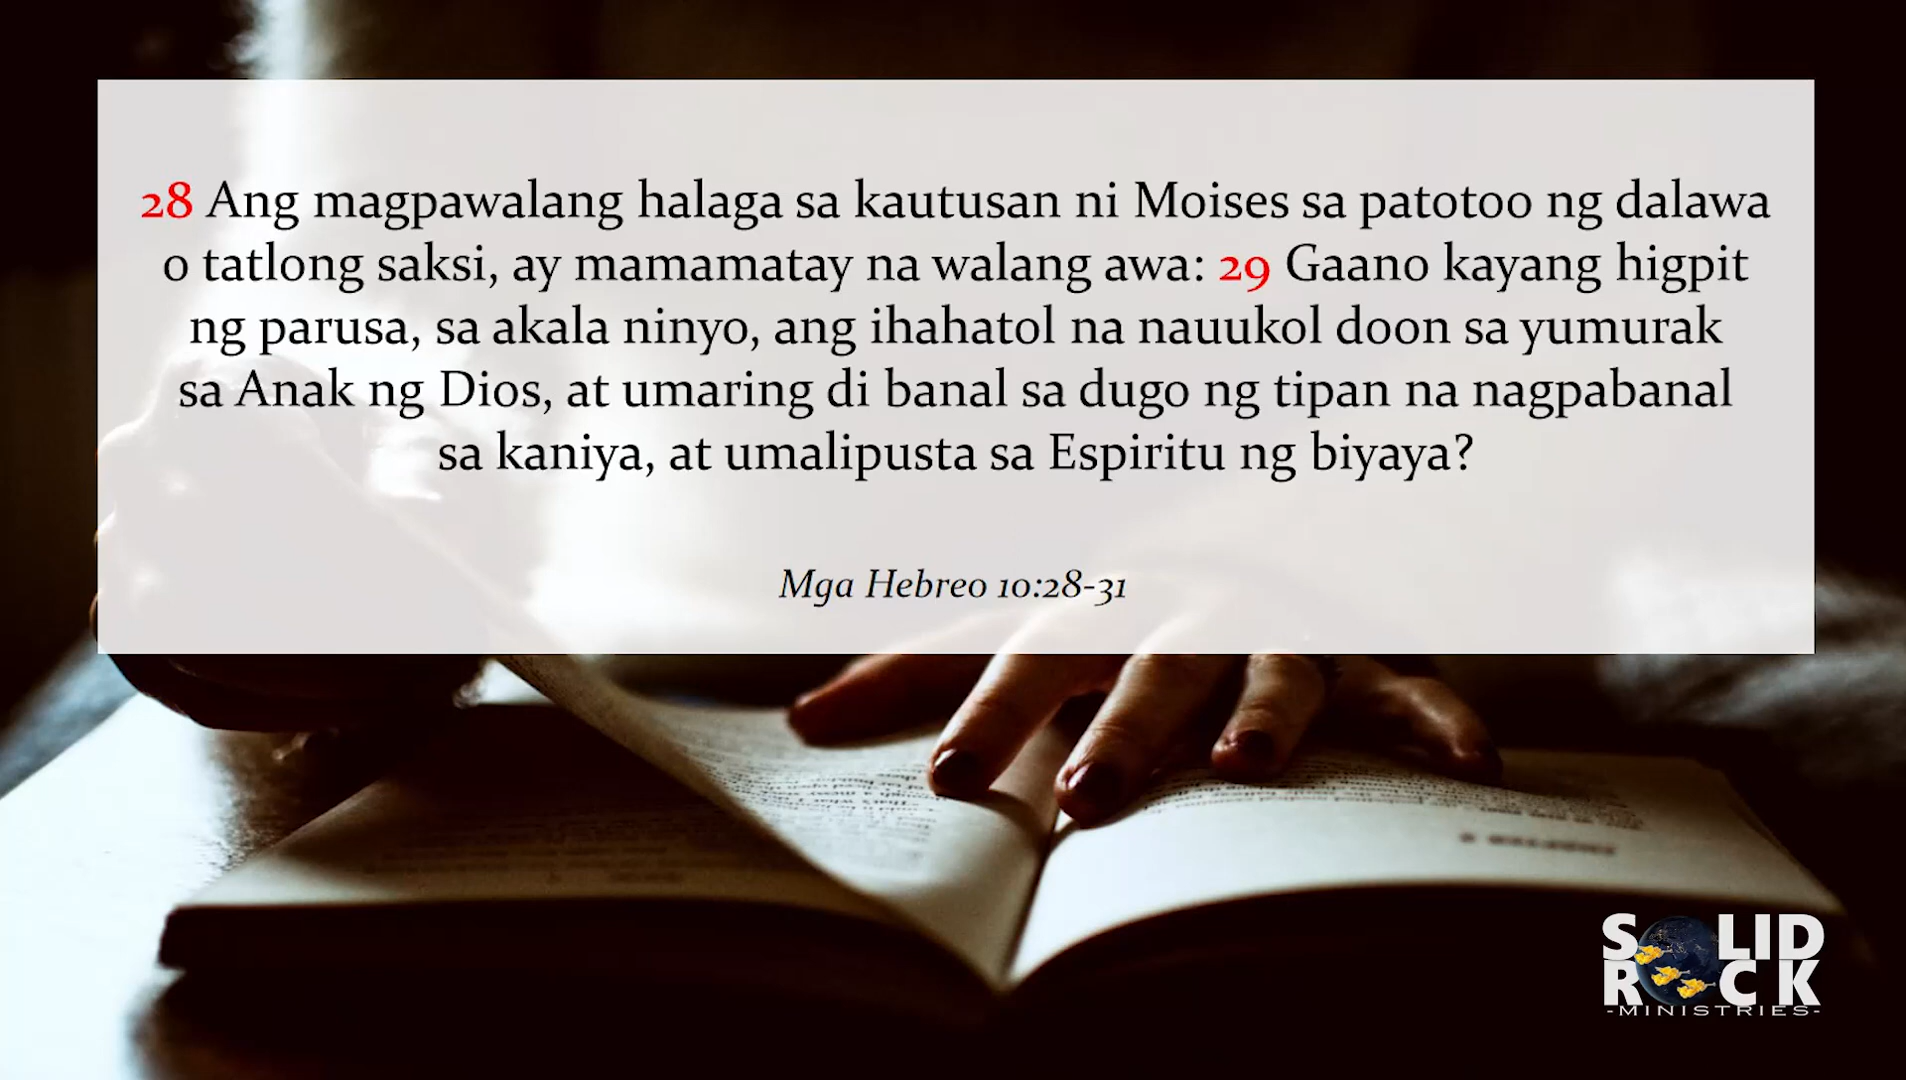 28 Ang magpawalang halaga sa kautusan ni Moises sa patotoo ng dalawa
o tatlong saksi, ay mamamatay na walang awa: 29 Gaano kayang higpit
ng parusa, sa akala ninyo, ang ihahatol na nauukol doon sa yumurak
sa Anak ng Dios, at umaring di banal sa dugo ng tipan na nagpabanal
sa kaniya, at umalipusta sa Espiritu ng biyaya?
Mga Hebreo 10:28-31
SOLID
ROCK
-MINISTRIES-